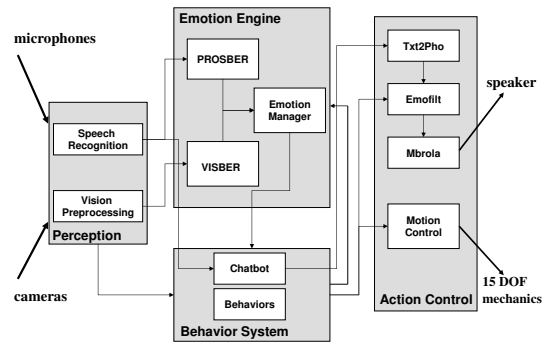 microphones
Emotion Engine
PROSBER
Emotion
Manager
VISBER
Speech
Recognition
Vision
Preprocessing
Perception
cameras
Chatbot
Behaviors
Behavior System
Txt2Pho
Emofilt
Mbrola
Motion
Control
Action Control
speaker
15 DOF
mechanics